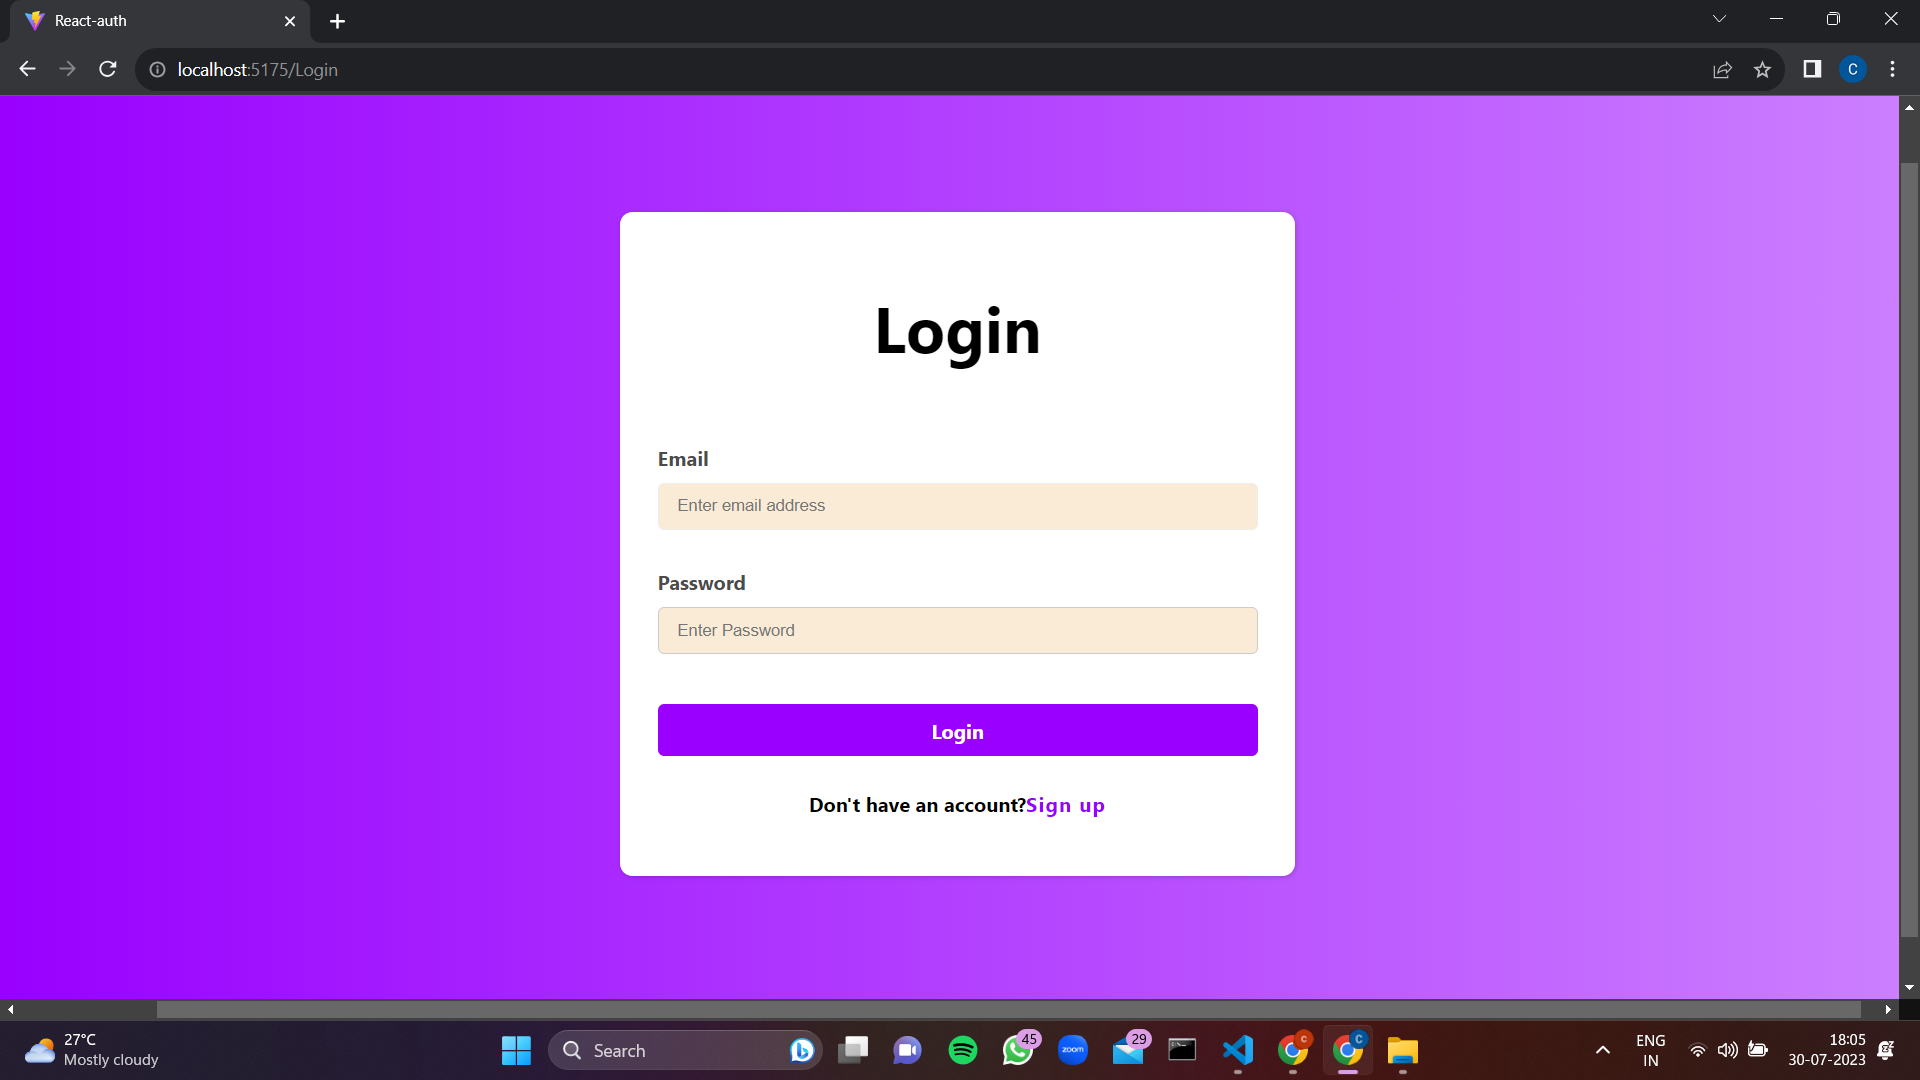 React-auth
localhost:5175/Login
C
Login
Email
Enter email address
Password
Enter Password
Login
Don't have an account?Sign up
27°C
Mostly cloudy
Search
45
zoom
29
C
C
ENG
IN
18:05
30-07-2023